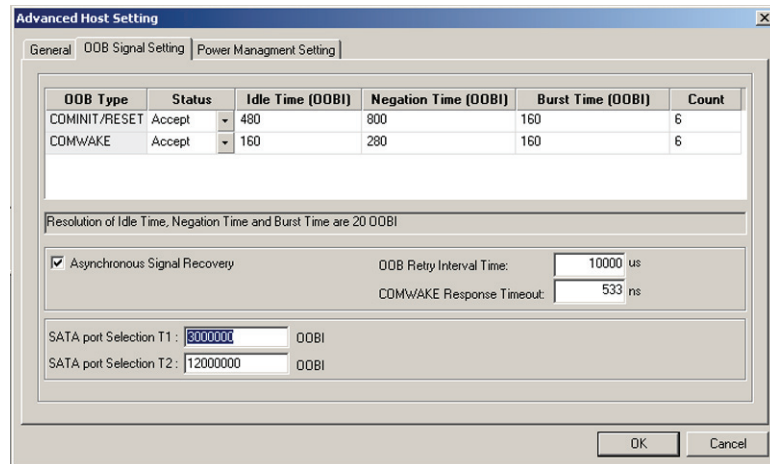 Advanced Host Setting
General OOB Signal Setting Power Managment Setting
OOB Type Status Idle Time (OOBI) Negation Time (OOBI) Burst Time (OOBI) Count
COMINIT/RESET Accept 480 800 160 6
COMWAKE Accept 160 280 160 6
Resolution of Idle Time, Negation Time and Burst Time are 20 OOBI
Asynchronous Signal Recovery OOB Retry Interval Time: 10000 us
COMWAKE Response Timeout: 533 ns
SATA port Selection T1 : 3000000 OOBI
SATA port Selection T2 : 12000000 OOBI
OK Cancel